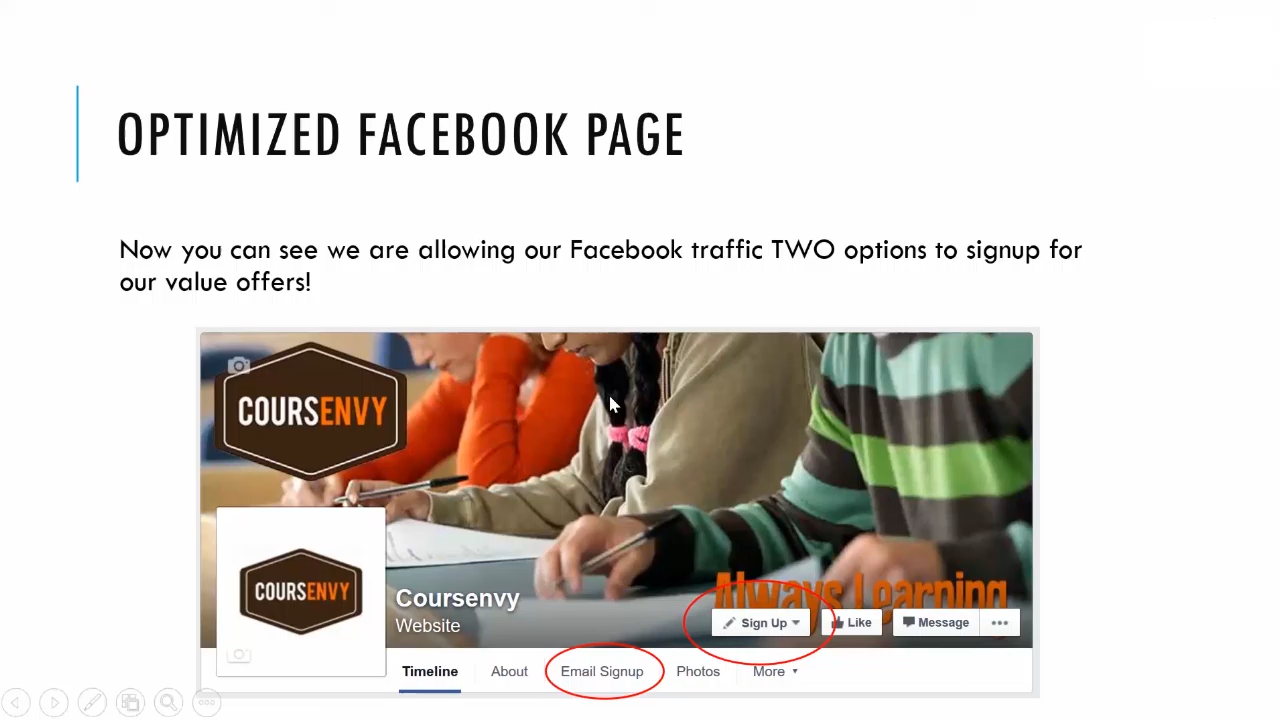 OPTIMIZED FACEBOOK PAGE
Now you can see we are allowing our Facebook traffic TWO options to signup for
our value offers!
COURSENVY
COURSENVY
Coursenvy
Website
Always Learning
Sign Up
Like
Message
Timeline
About
Email Signup
Photos
More